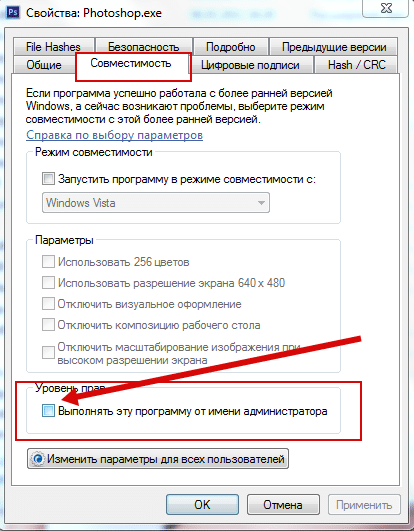 Ps Свойства: Photoshop.exe
File Hashes Безопасность Подробно Предыдущие версии
Общие Совместимость Цифровые подписи Hash / CRC
Если программа успешно работала с более ранней версией
Windows, а сейчас возникают проблемы, выберите режим
совместимости с этой более ранней версией.
Справка по выбору параметров
Режим совместимости
Запустить программу в режиме совместимости с:
Windows Vista
Параметры
Использовать 256 цветов
Использовать разрешение экрана 640 x 480
Отключить визуальное оформление
Отключить композицию рабочего стола
Отключить масштабирование изображения при
высоком разрешении экрана
Уровень прав
Выполнять эту программу от имени администратора
Изменить параметры для всех пользователей
OK Отмена Применить